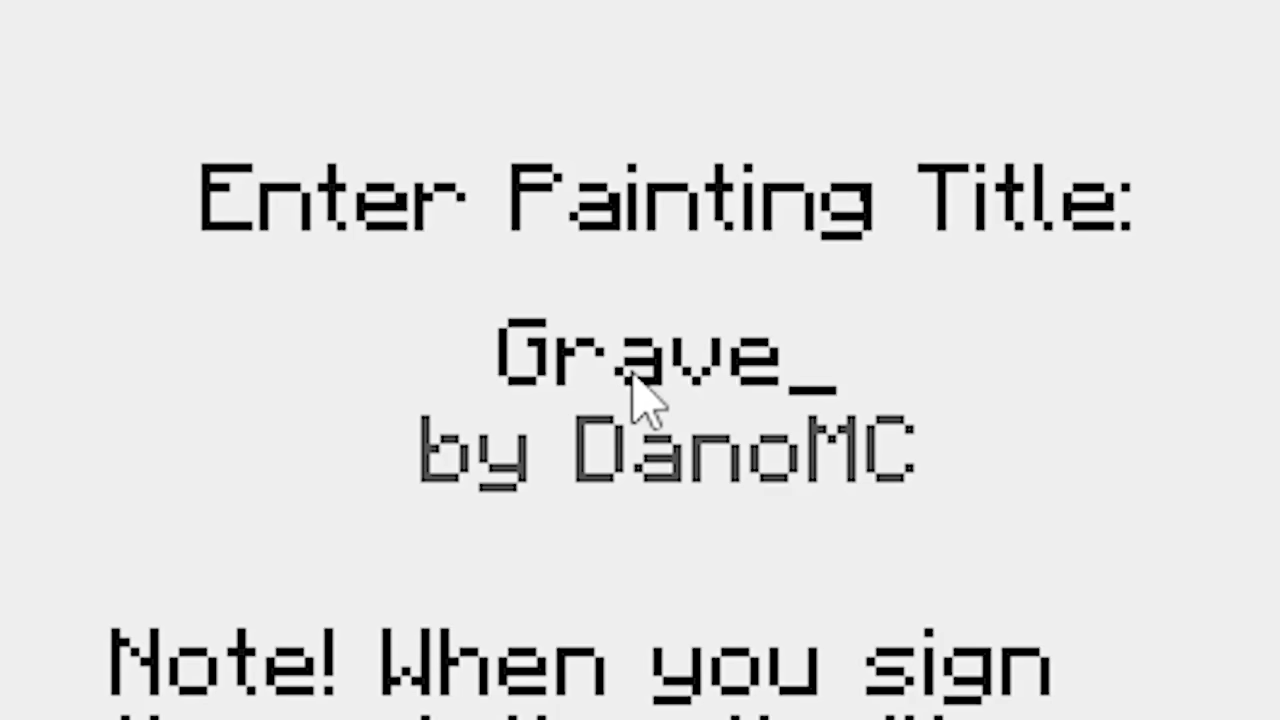 Enter Painting Title:
Grave_
by DanoMC
Note! When you sign